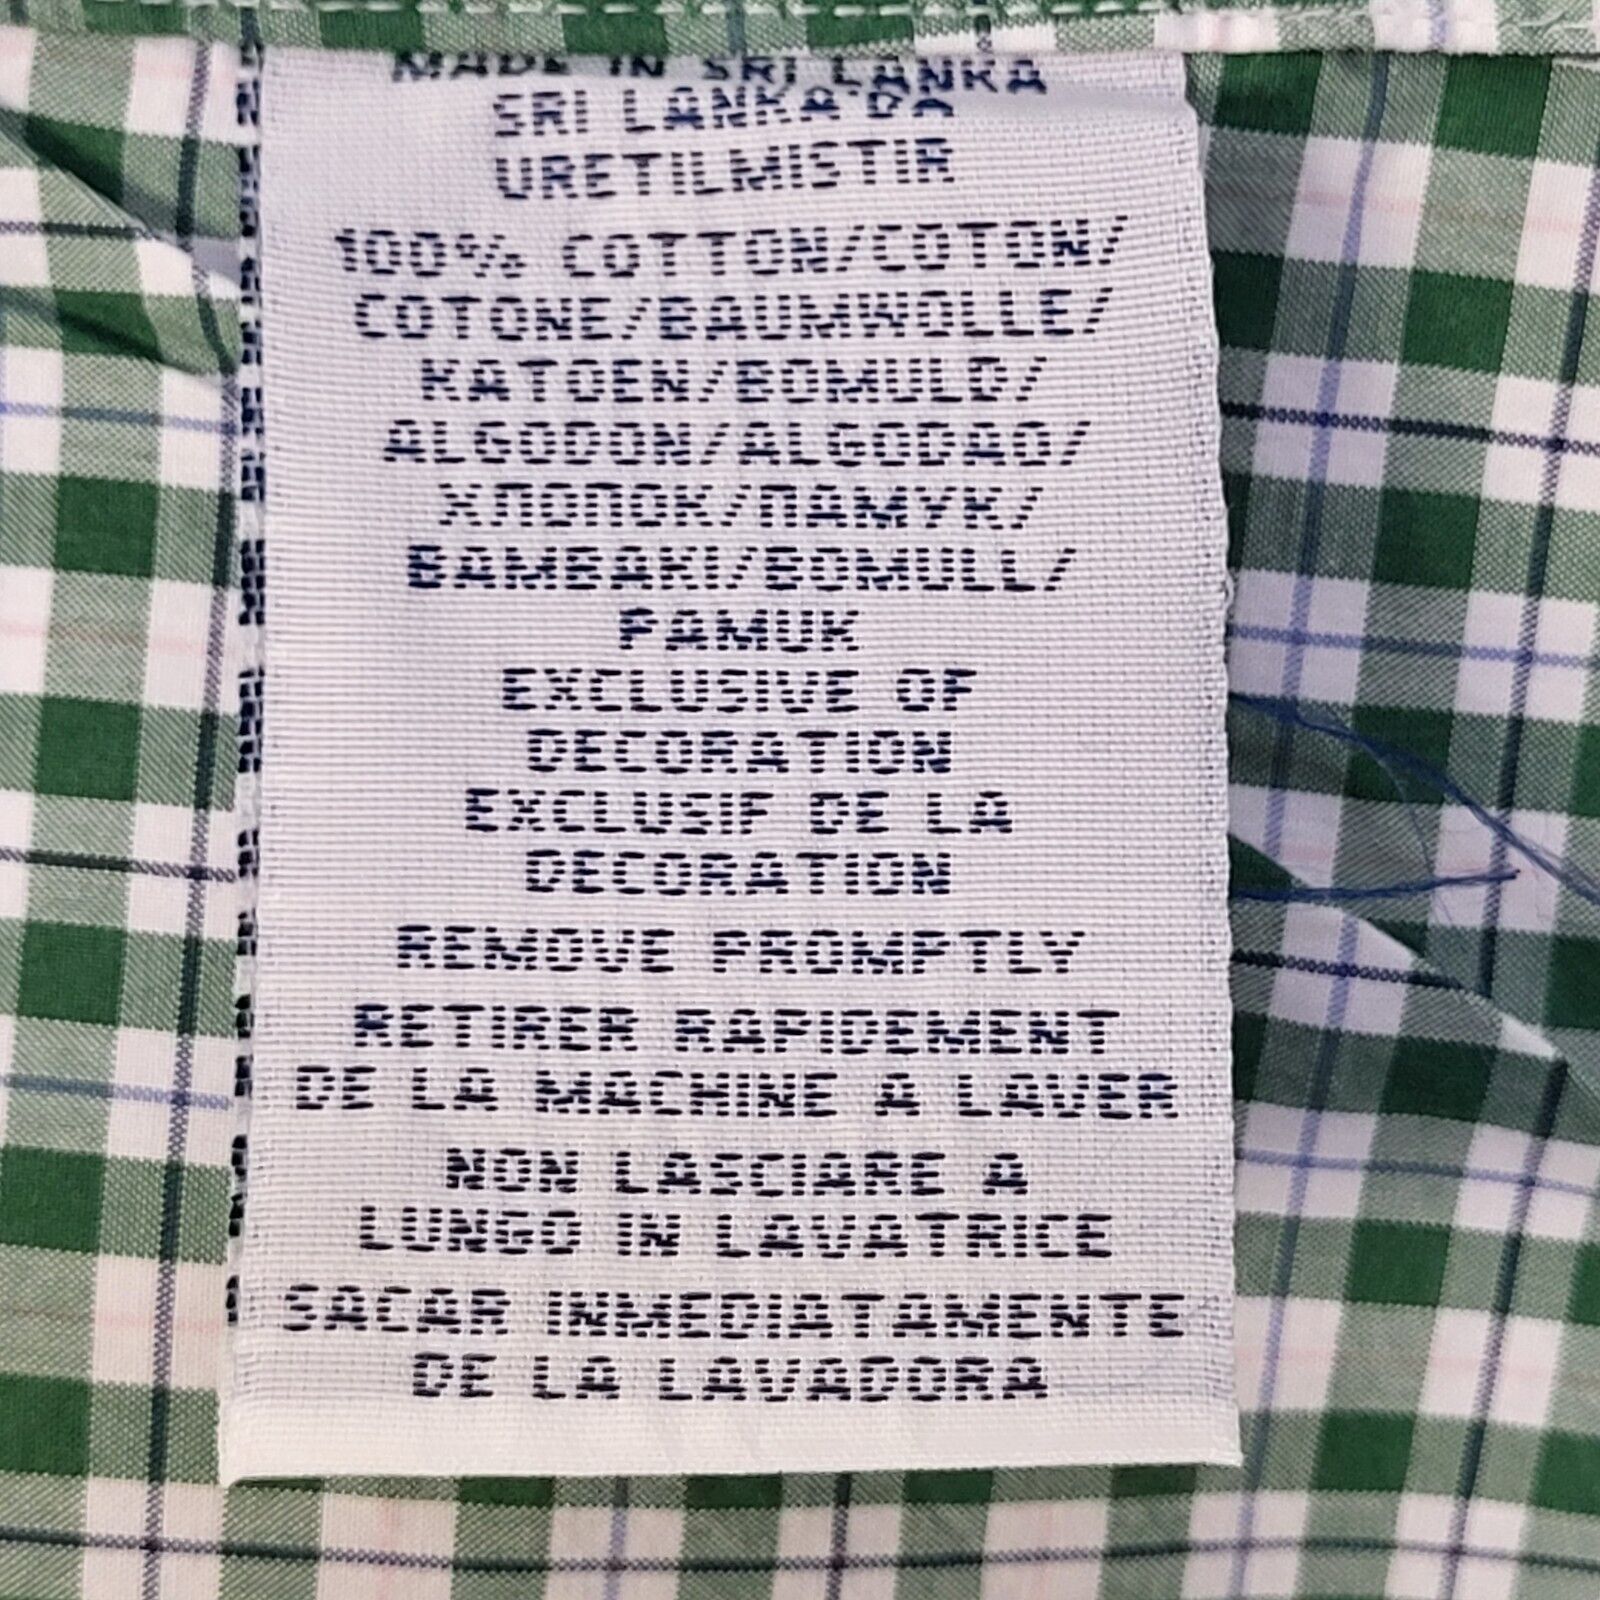 MADE IN SRI LANKA
SRI LANKA'DA
URETILMISTIR
100% COTTON/COTON/
COTONE/BAUMWOLLE/
KATOEN/BOMULD/
ALGODON/ALGODAO/
ХЛОПОК/ПАМУК/
BAMBAKI/BOMULL/
PAMUK
EXCLUSIVE OF
DECORATION
EXCLUSIF DE LA
DECORATION
REMOVE PROMPTLY
RETIRER RAPIDEMENT
DE LA MACHINE A LAVER
NON LASCIARE A
LUNGO IN LAVATRICE
SACAR INMEDIATAMENTE
DE LA LAVADORA